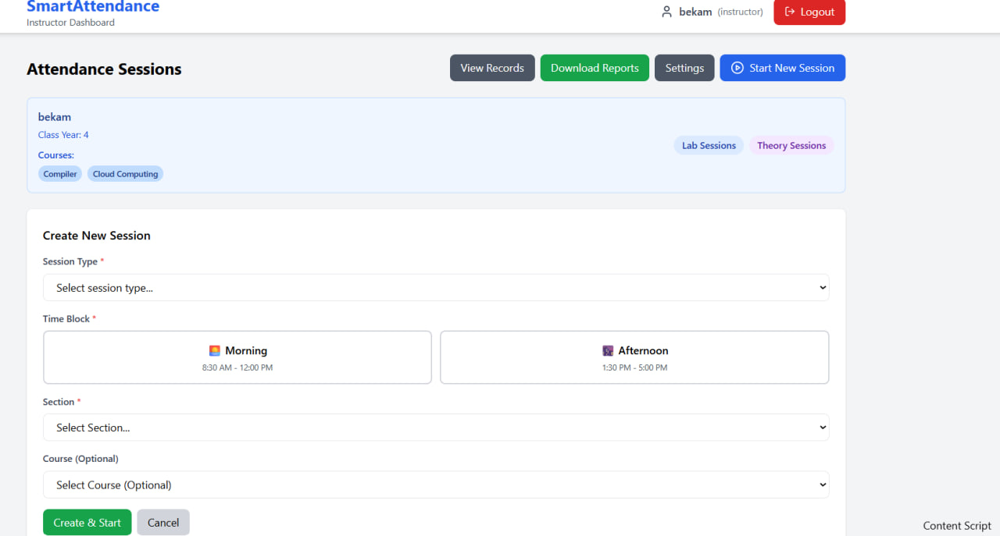 SmartAttendance
Instructor Dashboard
bekam (instructor)
Logout
Attendance Sessions
View Records
Download Reports
Settings
Start New Session
bekam
Class Year: 4
Courses:
Compiler
Cloud Computing
Lab Sessions
Theory Sessions
Create New Session
Session Type *
Select session type...
Time Block *
Morning
8:30 AM - 12:00 PM
Afternoon
1:30 PM - 5:00 PM
Section *
Select Section...
Course (Optional)
Select Course (Optional)
Create & Start
Cancel
Content Script